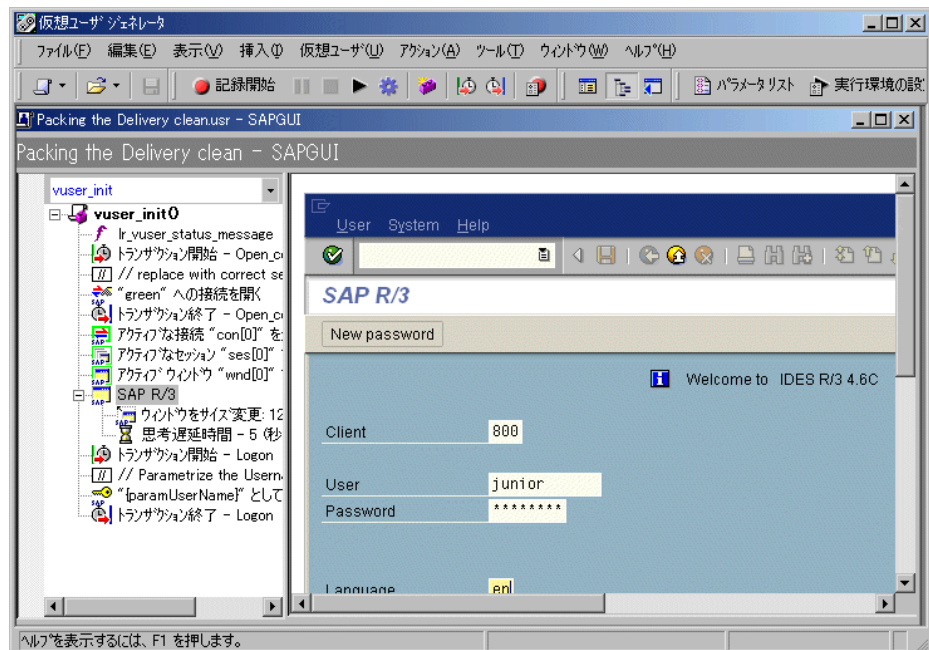 仮想ユーザ ジェネレータ
ファイル(F) 編集(E) 表示(V) 挿入(I) 仮想ユーザ(U) アクション(A) ツール(T) ウィンドウ(W) ヘルプ(H)
記録開始 パラメータ リスト 実行環境の設
Packing the Delivery clean.usr - SAPGUI
Packing the Delivery clean - SAPGUI
vuser_init
vuser_init()
lr_vuser_status_message
トランザクション開始 - Open_c
// replace with correct se
"green" への接続を開く
トランザクション終了 - Open_c
アクティブな接続 "con[0]" を
アクティブなセッション "ses[0]"
アクティブ ウィンドウ "wnd[0]"
SAP R/3
ウィンドウをサイズ変更: 12
思考遅延時間 - 5 (秒
トランザクション開始 - Logon
// Parametrize the Usern
"{paramUserName}" として
トランザクション終了 - Logon
User System Help
SAP R/3
New password
Welcome to IDES R/3 4.6C
Client 800
User junior
Password ********
Language en
ヘルプを表示するには、F1 を押します。